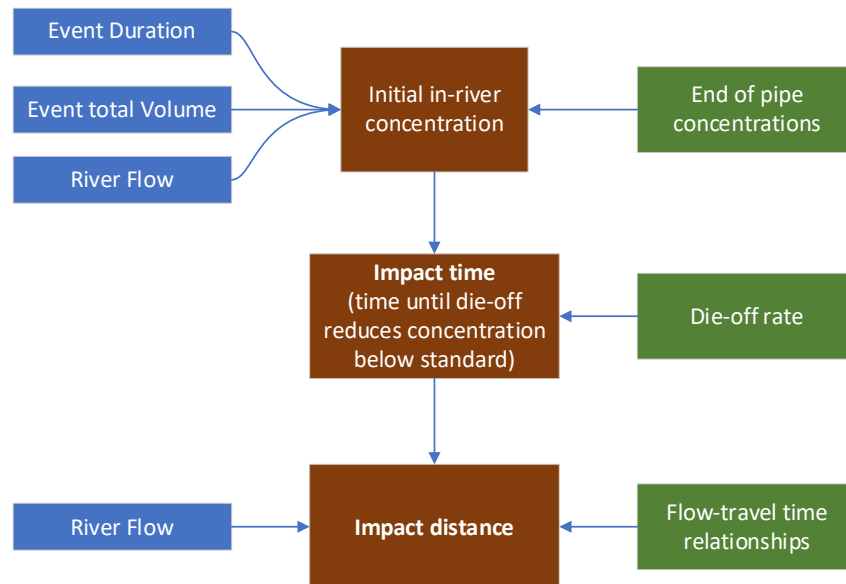 Event Duration
Event total Volume
River Flow
Initial in-river
concentration
End of pipe
concentrations
Impact time
(time until die-off
reduces concentration
below standard)
Die-off rate
River Flow
Impact distance
Flow-travel time
relationships